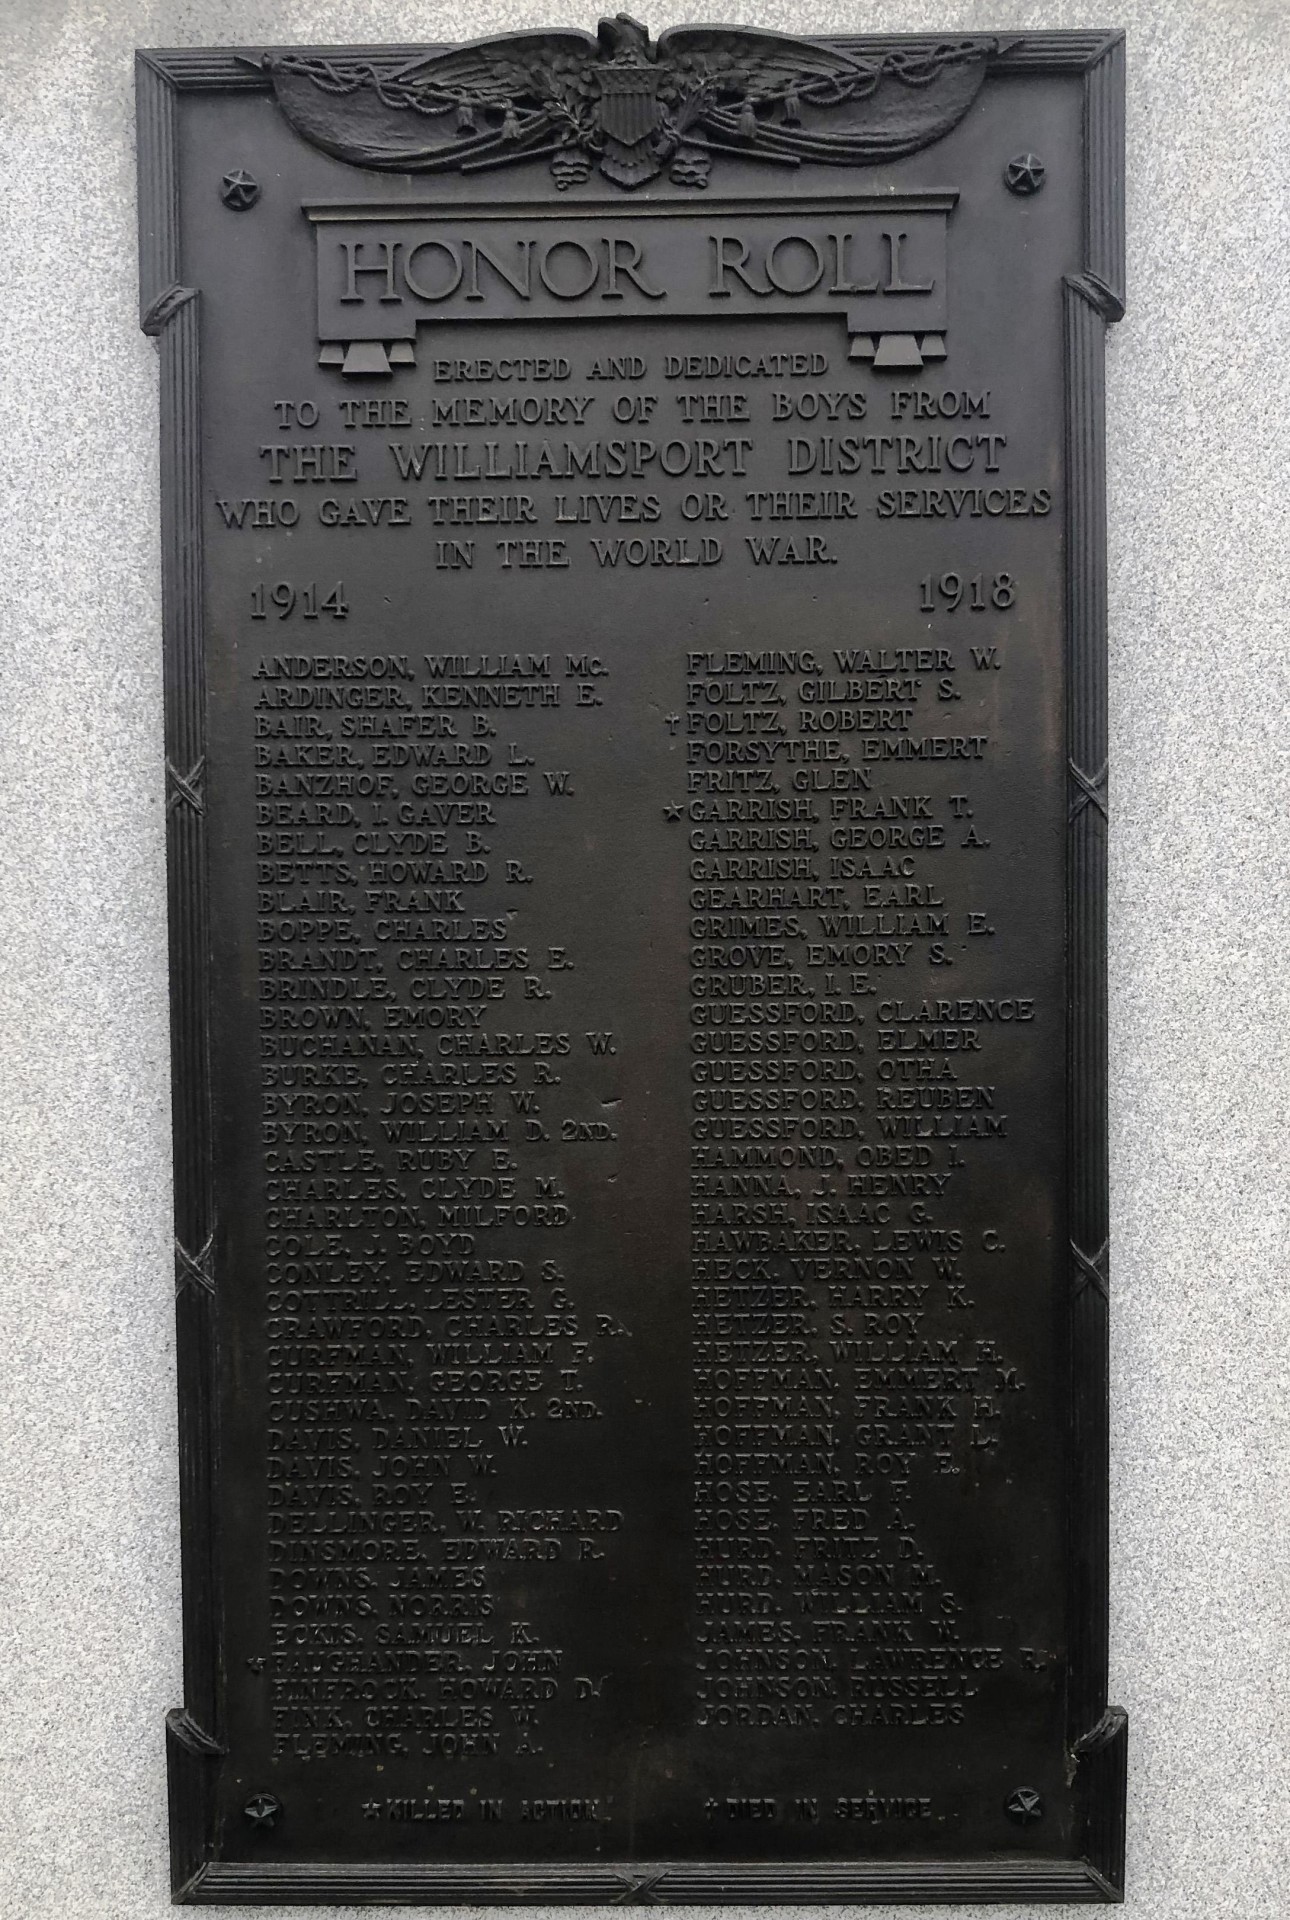 HONOR ROLL
ERECTED AND DEDICATED
TO THE MEMORY OF THE BOYS FROM
THE WILLIAMSPORT DISTRICT
WHO GAVE THEIR LIVES OR THEIR SERVICES
IN THE WORLD WAR.
1914 1918
ANDERSON, WILLIAM Mc.
ARDINGER, KENNETH E.
BAIR, SHAFER B.
BAKER, EDWARD L.
BANZHOF, GEORGE W.
BEARD, I. GAVER
BELL, CLYDE B.
BETTS, HOWARD R.
BLAIR, FRANK
BOPPE, CHARLES
BRANDT, CHARLES E.
BRINDLE, CLYDE R.
BROWN, EMORY
BUCHANAN, CHARLES W.
BURKE, CHARLES R.
BYRON, JOSEPH W.
BYRON, WILLIAM D. 2ND.
CASTLE, RUBY E.
CHARLES, CLYDE M.
CHARLTON, MILFORD
COLE, J. BOYD
CONLEY, EDWARD S.
COTTRILL, LESTER G.
CRAWFORD, CHARLES R.
CURFMAN, WILLIAM F.
CURFMAN, GEORGE T.
CUSHWA, DAVID K. 2ND.
DAVIS, DANIEL W.
DAVIS, JOHN W.
DAVIS, ROY E.
DELLINGER, W. RICHARD
DINSMORE, EDWARD R.
DOWNS, JAMES
DOWNS, NORRIS
ECKIS, SAMUEL K.
FAUGHANDER, JOHN
HOWARD D.
FINK, CHARLES W.
FLEMING, JOHN A.
FLEMING, WALTER W.
FOLTZ, GILBERT S.
✝FOLTZ, ROBERT
FORSYTHE, EMMERT
FRITZ, GLEN
☆GARRISH, FRANK T.
GARRISH, GEORGE A.
GARRISH, ISAAC
GEARHART, EARL
GRIMES, WILLIAM E.
GROVE, EMORY S.
GRUBER, I. E.
GUESSFORD, CLARENCE
GUESSFORD, ELMER
GUESSFORD, OTHA
GUESSFORD, REUBEN
GUESSFORD, WILLIAM
HAMMOND, OBED I.
HANNA, J. HENRY
HARSH, ISAAC G.
HAWBAKER, LEWIS C.
HECK, VERNON W.
HETZER, HARRY K.
HETZER, S. ROY
HETZER, WILLIAM H.
HOFFMAN, EMMERT M.
HOFFMAN, FRANK H.
HOFFMAN, GRANT L.
HOFFMAN, ROY E.
HOSE, EARL F.
HOSE, FRED A.
HURD, FRITZ D.
HURD, MASON M.
HURD, WILLIAM S.
JAMES, FRANK W.
JOHNSON, LAWRENCE R.
JOHNSON, RUSSELL
JORDAN, CHARLES
☆KILLED IN ACTION ✝DIED IN SERVICE